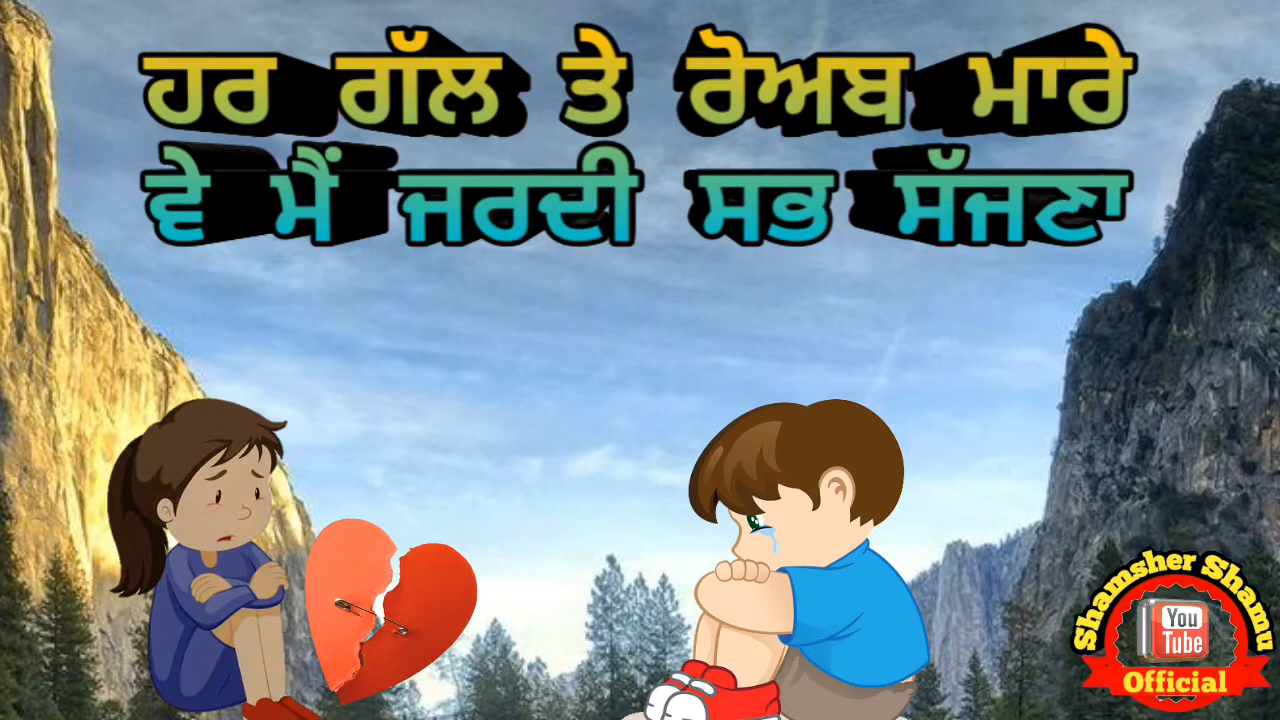 ਹਰ ਗੱਲ ਤੇ ਰੋਅਬ ਮਾਰੇ
ਵੇ ਮੈਂ ਜਰਦੀ ਸਭ ਸੱਜਣਾ
Shamsher Shamu
You
Tube
Official